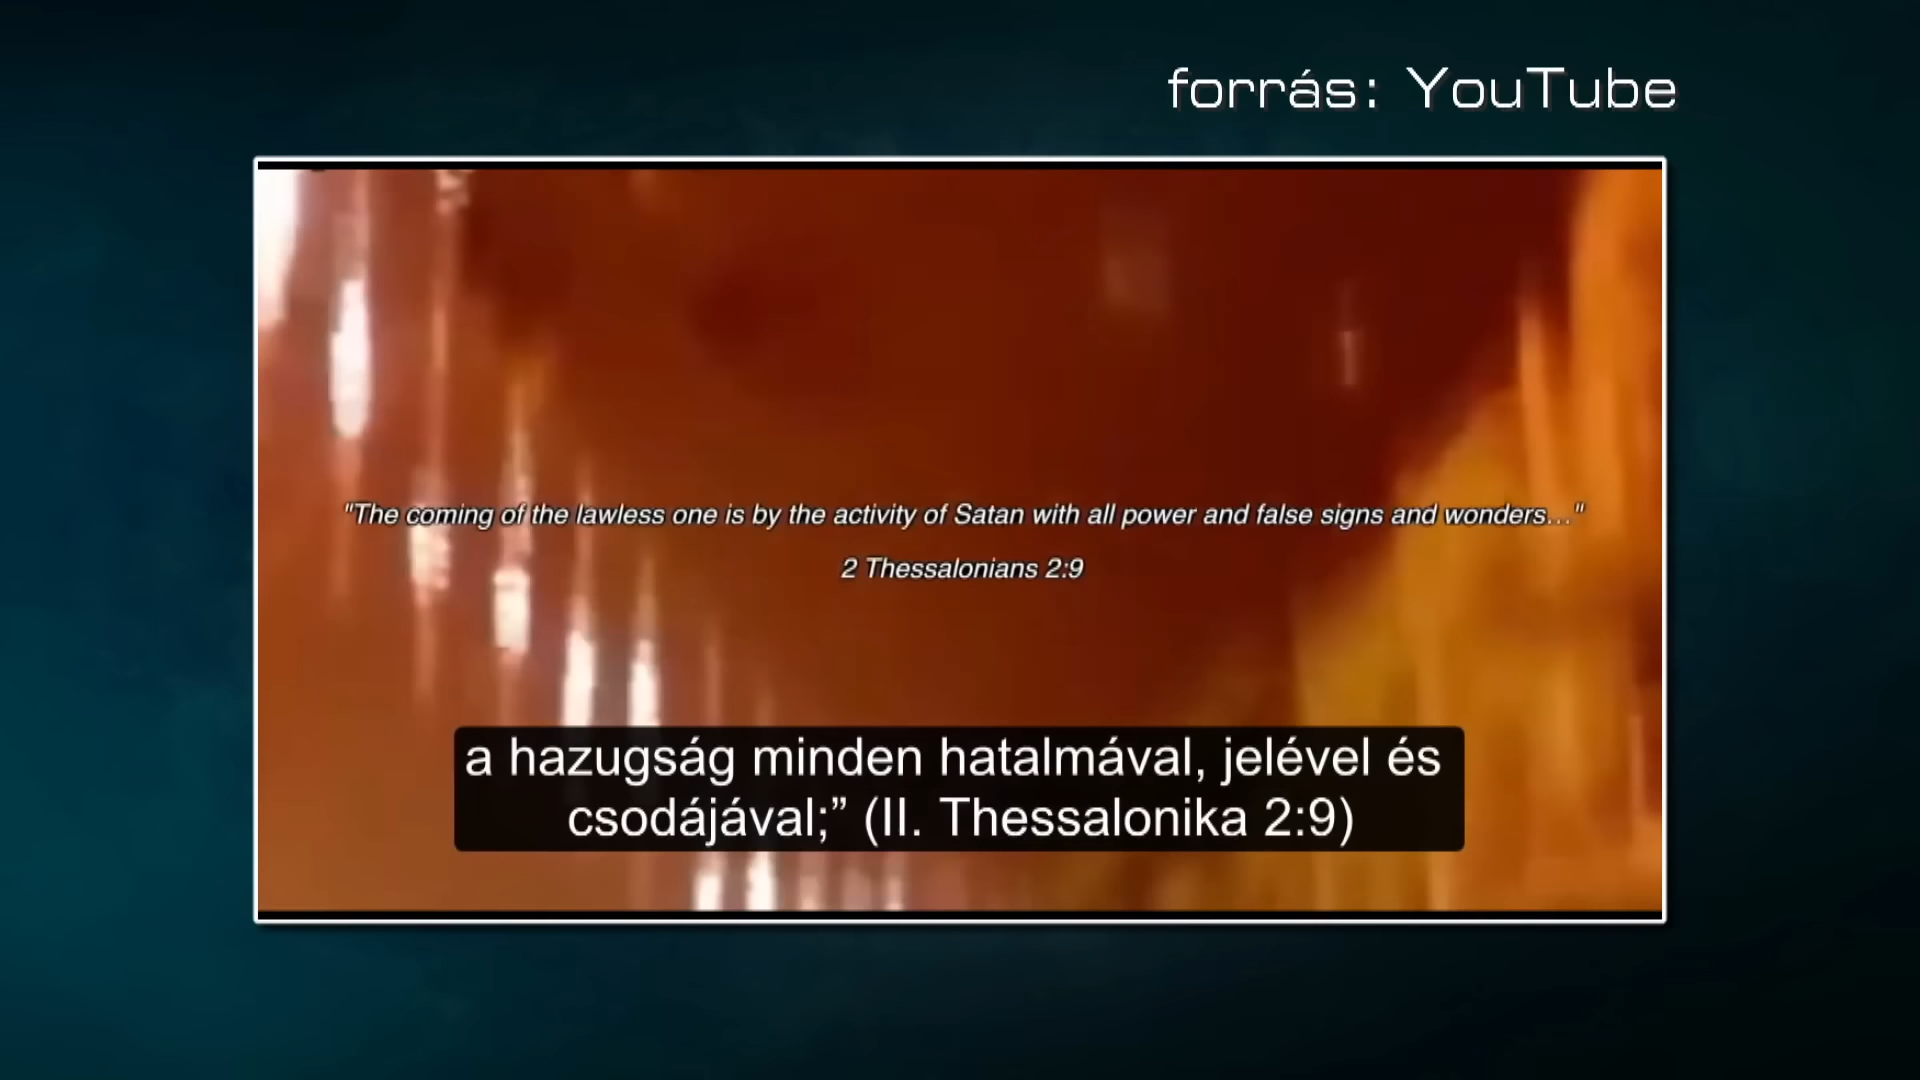 forrás: YouTube
"The coming of the lawless one is by the activity of Satan with all power and false signs and wonders..."
2 Thessalonians 2:9
a hazugság minden hatalmával, jelével és
csodájával;” (II. Thessalonika 2:9)